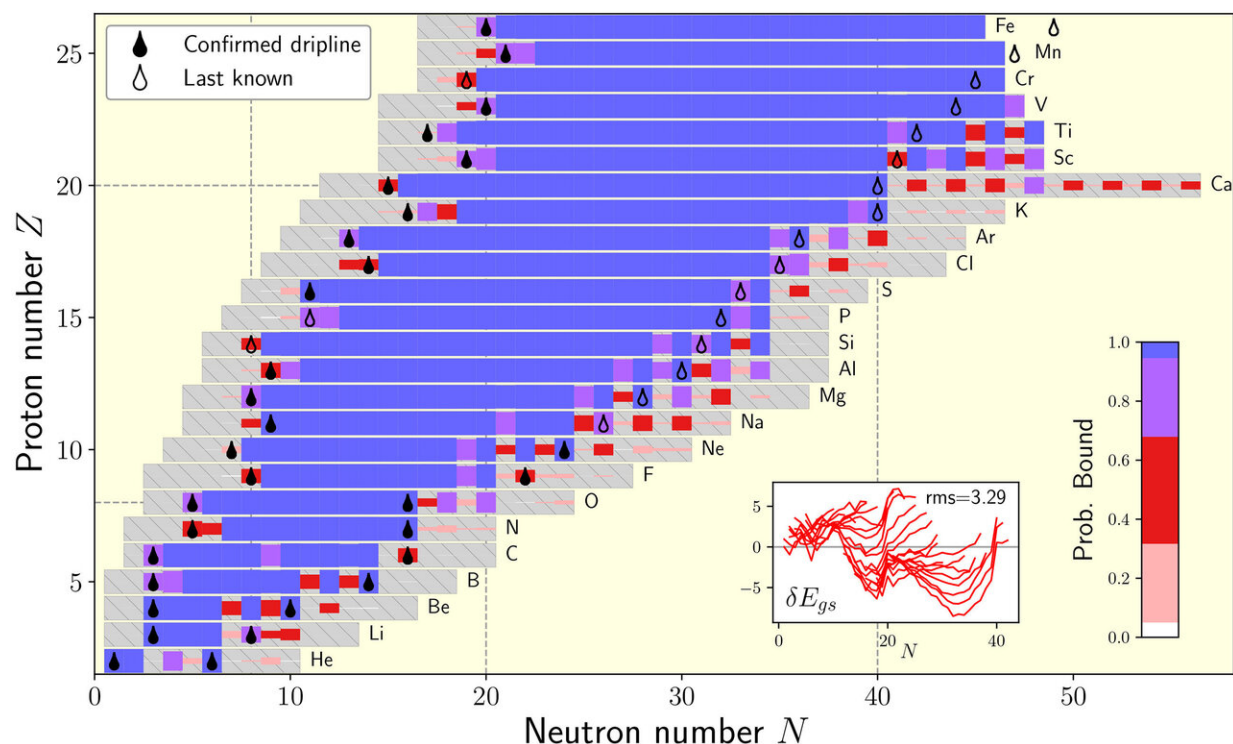 Confirmed dripline
Last known
Fe
Mn
Cr
V
Ti
Sc
Ca
K
Ar
Cl
S
P
Si
Al
Mg
Na
Ne
F
O
N
C
B
Be
Li
He
25
20
15
10
5
Proton number Z
0
10
20
30
40
50
Neutron number N
rms=3.29
5
0
−5
δE_gs
0
20
40
N
1.0
0.8
0.6
0.4
0.2
0.0
Prob. Bound